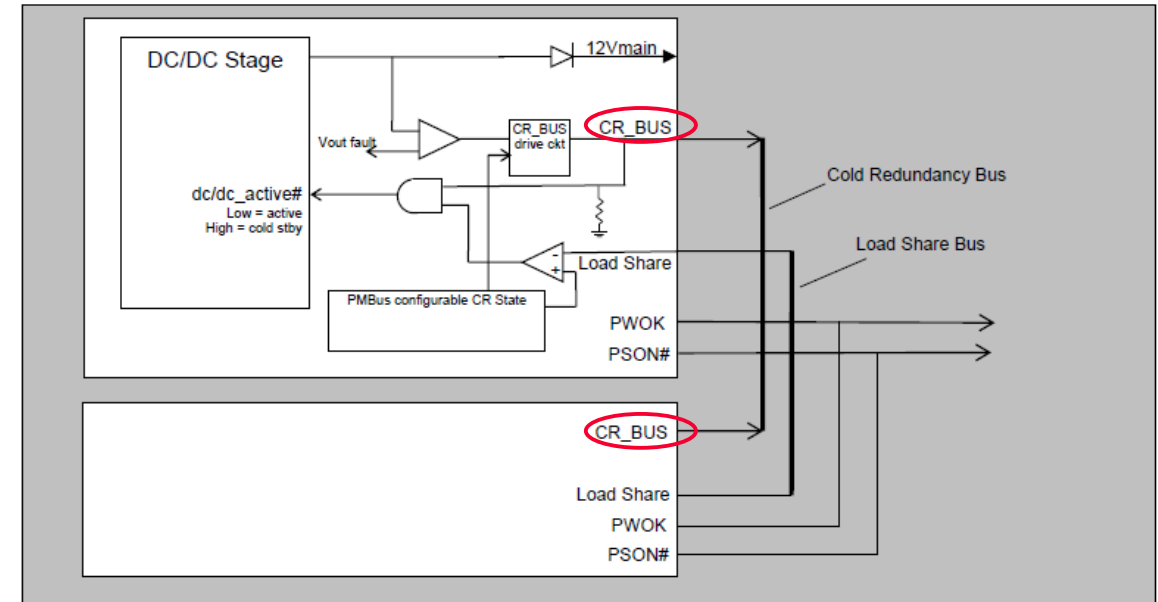 DC/DC Stage
12Vmain
CR_BUS
drive ckt
CR_BUS
Vout fault
Cold Redundancy Bus
dc/dc_active#
Low = active
High = cold stby
Load Share Bus
-
+
Load Share
PMBus configurable CR State
PWOK
PSON#
CR_BUS
Load Share
PWOK
PSON#